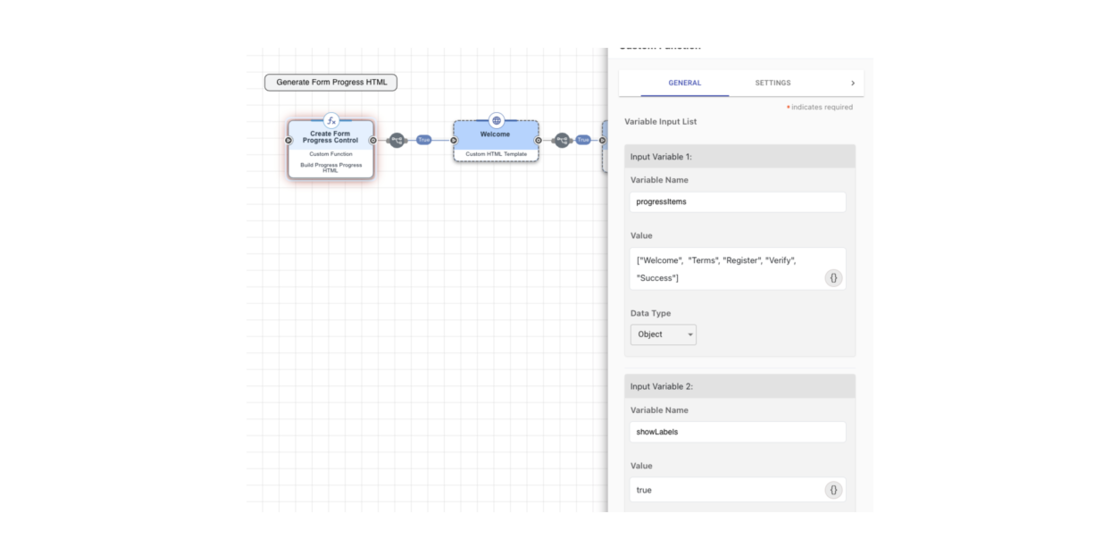 Generate Form Progress HTML
Create Form
Progress Control
Custom Function
Build Progress Progress
HTML
True
Welcome
Custom HTML Template
True
Custom Function
GENERAL
SETTINGS
* indicates required
Variable Input List
Input Variable 1:
Variable Name
progressItems
Value
["Welcome", "Terms", "Register", "Verify",
"Success"]
{}
Data Type
Object
Input Variable 2:
Variable Name
showLabels
Value
true
{}